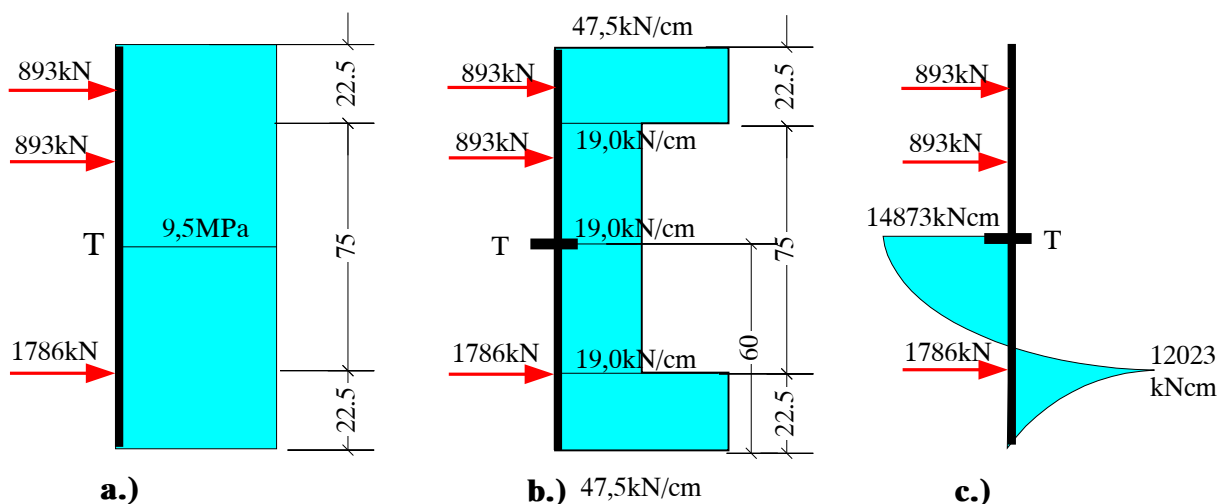 893kN
893kN
9,5MPa
T
1786kN
22.5
75
22.5
a.)
47,5kN/cm
893kN
893kN
19,0kN/cm
T
19,0kN/cm
1786kN
19,0kN/cm
22.5
75
60
22.5
b.)
47,5kN/cm
893kN
893kN
14873kNcm
T
1786kN
12023
kNcm
c.)